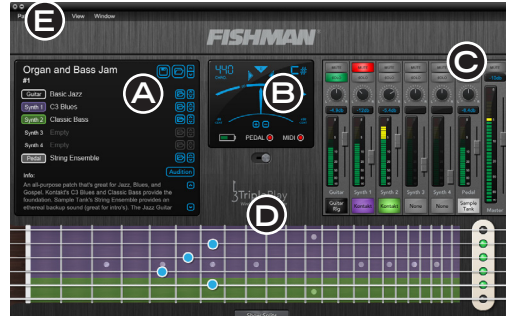 View Window
E
FISHMAN
Organ and Bass Jam
#1
A
Guitar Basic Jazz
Synth 1 C3 Blues
Synth 2 Classic Bass
Synth 3 Empty
Synth 4 Empty
Pedal String Ensemble
Info:
Audition
An all-purpose patch that's great for Jazz, Blues, and
Gospel. Kontakt's C3 Blues and Classic Bass provide the
foundation. Sample Tank's String Ensemble provides an
ethereal backup sound (great for intro's). The Jazz Guitar
440
C#
B
PEDAL MIDI
TriplePlay
C
Guitar Synth 1 Synth 2 Synth 3 Synth 4 Pedal
Guitar Rig Kontakt Kontakt None None Sample Tank
Master
D